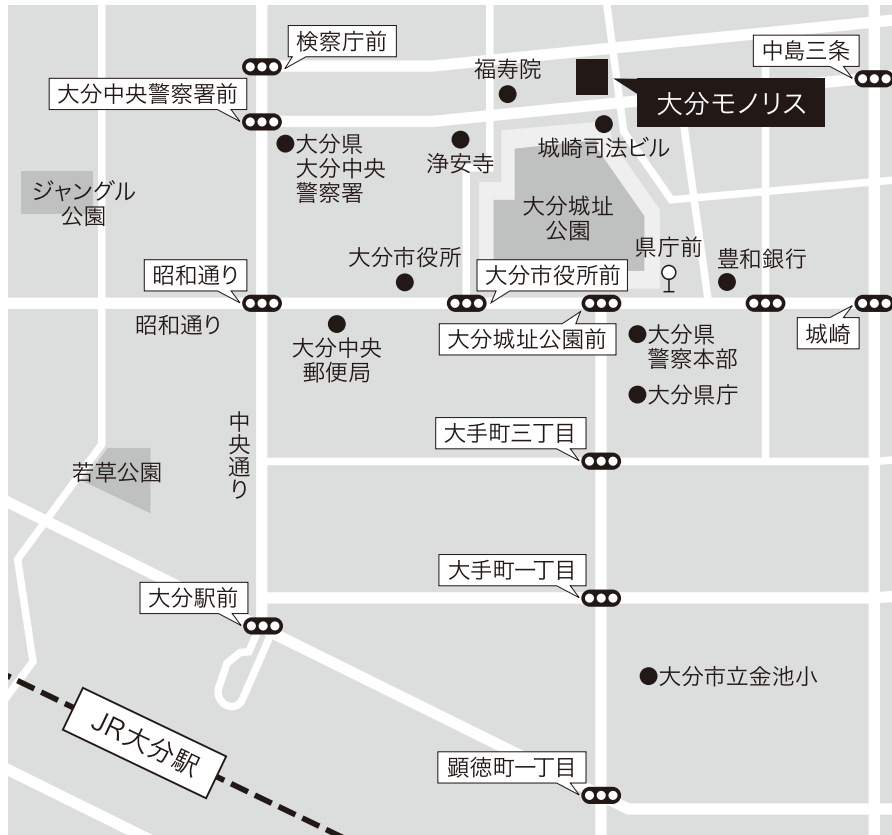 検察庁前
中島三条
福寿院
大分中央警察署前
大分モノリス
大分県
大分中央
警察署
浄安寺
城崎司法ビル
ジャングル
公園
大分城址
公園
県庁前
大分市役所
豊和銀行
昭和通り
大分市役所前
昭和通り
大分中央
郵便局
大分城址公園前
大分県
警察本部
城崎
大分県庁
中央通り
大手町三丁目
若草公園
大手町一丁目
大分駅前
大分市立金池小
JR大分駅
顕徳町一丁目